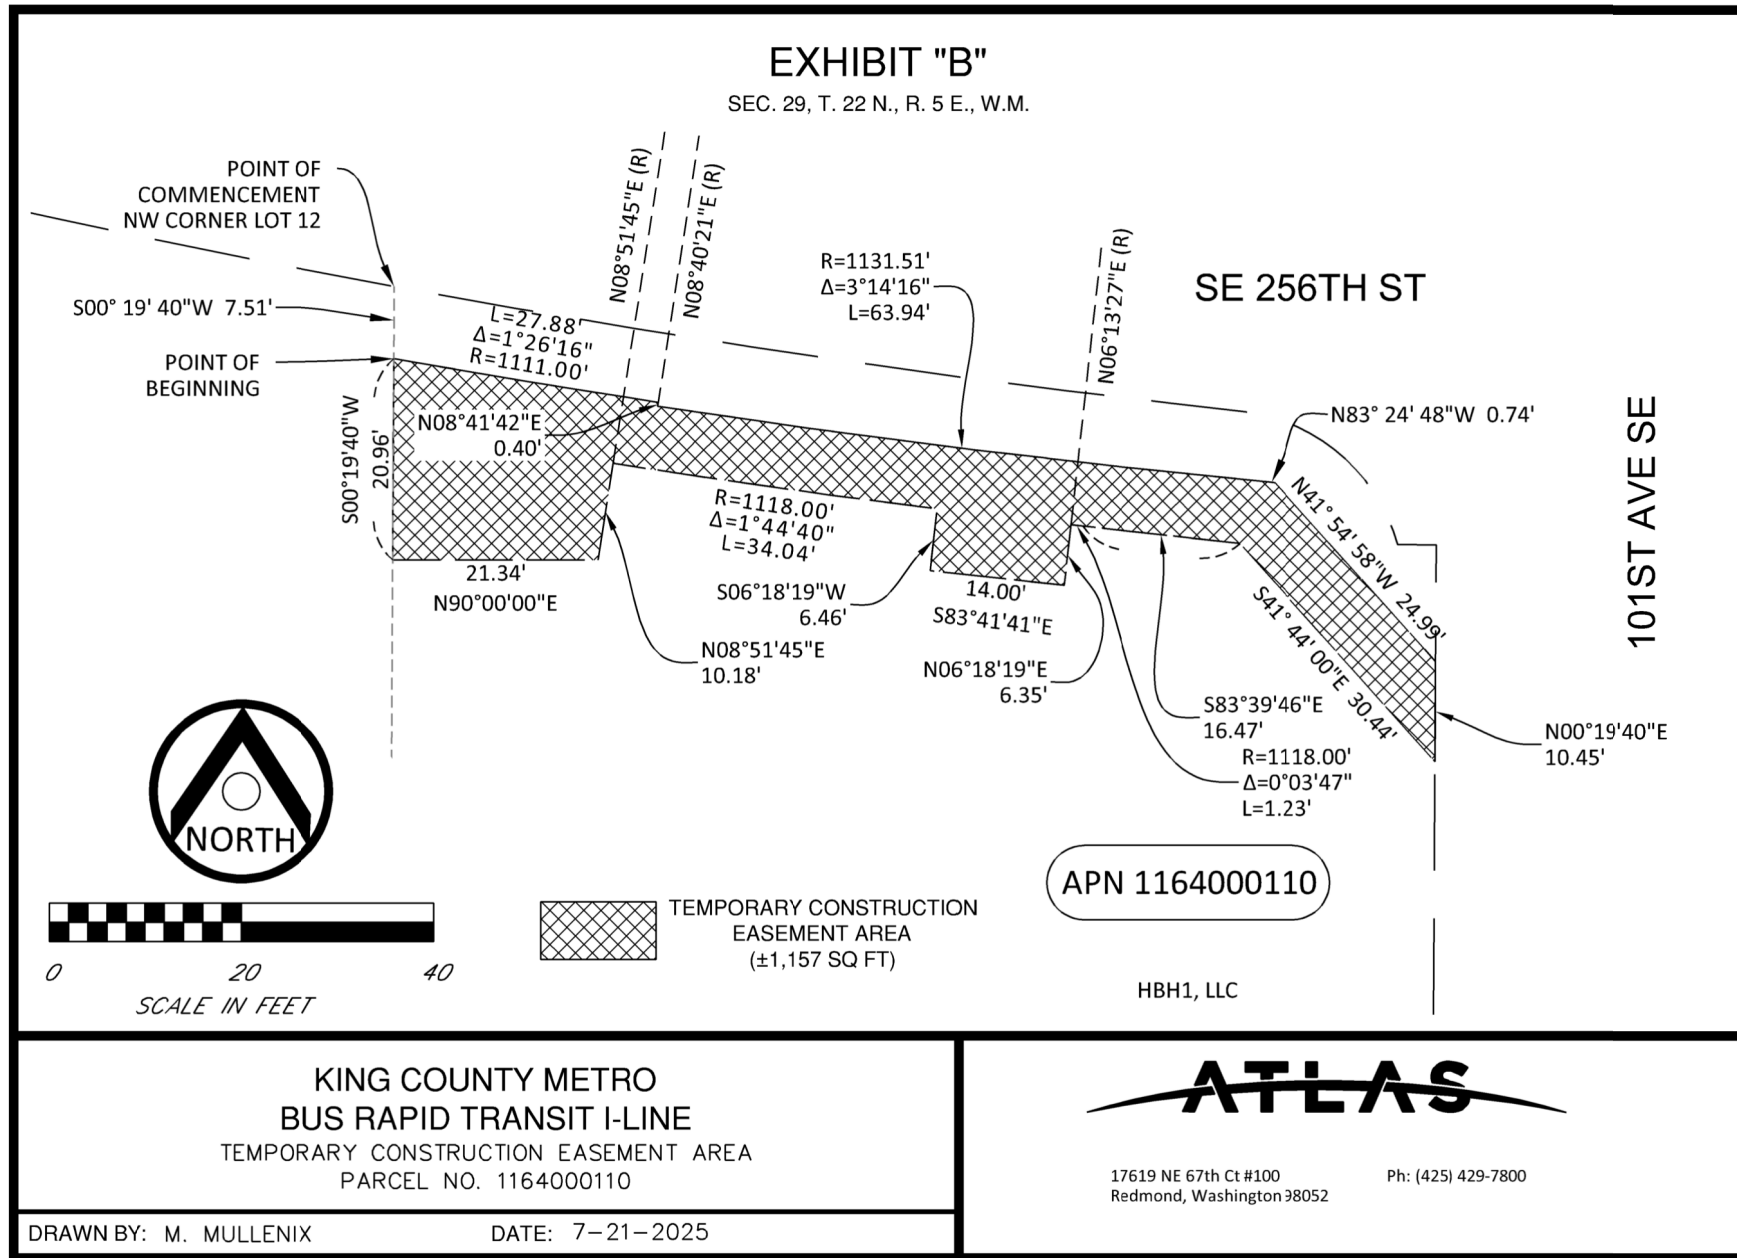 EXHIBIT "B"
SEC. 29, T. 22 N., R. 5 E., W.M.
POINT OF
COMMENCEMENT
NW CORNER LOT 12
S00° 19' 40"W 7.51'
POINT OF
BEGINNING
S00°19'40"W
20.96'
L=27.88'
Δ=1°26'16"
R=1111.00'
N08°51'45"E (R)
N08°40'21"E (R)
N08°41'42"E
0.40'
R=1131.51'
Δ=3°14'16"
L=63.94'
N06°13'27"E (R)
SE 256TH ST
N83° 24' 48"W 0.74'
101ST AVE SE
N41° 54' 58"W 24.99'
S41° 44' 00"E 30.44'
R=1118.00'
Δ=1°44'40"
L=34.04'
21.34'
N90°00'00"E
S06°18'19"W
6.46'
14.00'
S83°41'41"E
N08°51'45"E
10.18'
N06°18'19"E
6.35'
S83°39'46"E
16.47'
R=1118.00'
Δ=0°03'47"
L=1.23'
N00°19'40"E
10.45'
NORTH
APN 1164000110
0 20 40
SCALE IN FEET
TEMPORARY CONSTRUCTION
EASEMENT AREA
(±1,157 SQ FT)
HBH1, LLC
KING COUNTY METRO
BUS RAPID TRANSIT I-LINE
TEMPORARY CONSTRUCTION EASEMENT AREA
PARCEL NO. 1164000110
DRAWN BY: M. MULLENIX DATE: 7-21-2025
ATLAS
17619 NE 67th Ct #100 Ph: (425) 429-7800
Redmond, Washington 98052